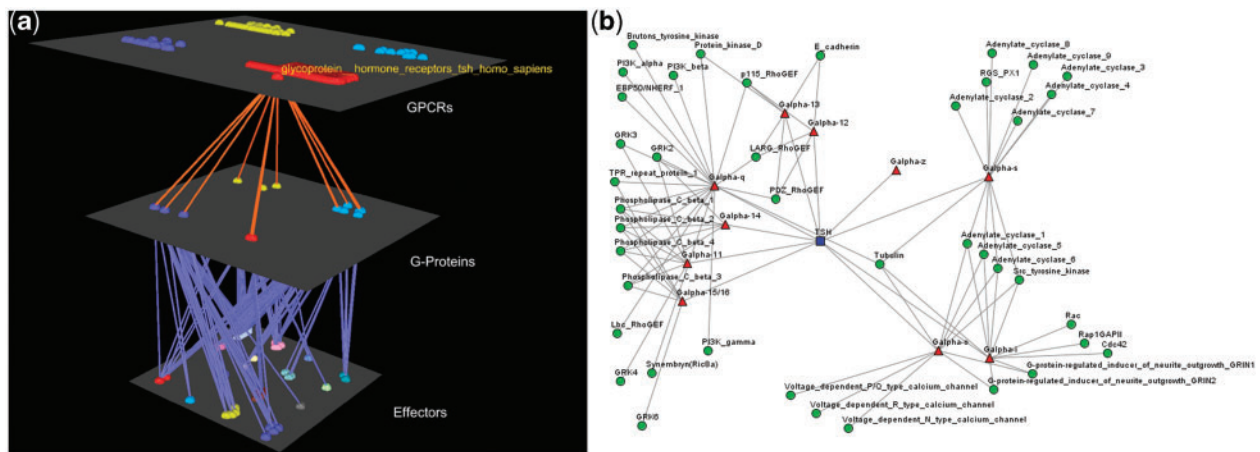 (a)
glycoprotein hormone_receptors_tsh_homo_sapiens
GPCRs
G-Proteins
Effectors
(b)
Brutons_tyrosine_kinase
Protein_kinase_D
E_cadherin
PI3K_alpha
PI3K_beta
p115_RhoGEF
EBP50/NHERF_1
Galpha-13
Galpha-12
GRK3
GRK2
LARG_RhoGEF
TPR_repeat_protein_1
Galpha-q
PDZ_RhoGEF
Phospholipase_C_beta_1
Phospholipase_C_beta_2
Galpha-14
Phospholipase_C_beta_4
Galpha-11
Phospholipase_C_beta_3
Galpha-15/16
Lbc_RhoGEF
PI3K_gamma
Synembryn(Ric8a)
GRK4
GRK5
TSH
Galpha-z
Tubulin
Adenylate_cyclase_8
Adenylate_cyclase_9
RGS_PX1
Adenylate_cyclase_3
Adenylate_cyclase_2
Adenylate_cyclase_4
Adenylate_cyclase_7
Galpha-s
Adenylate_cyclase_1
Adenylate_cyclase_5
Adenylate_cyclase_6
Src_tyrosine_kinase
Galpha-o
Galpha-i
Rac
Rap1GAPII
Cdc42
G-protein-regulated_inducer_of_neurite_outgrowth_GRIN1
G-protein-regulated_inducer_of_neurite_outgrowth_GRIN2
Voltage_dependent_P/Q_type_calcium_channel
Voltage_dependent_R_type_calcium_channel
Voltage_dependent_N_type_calcium_channel